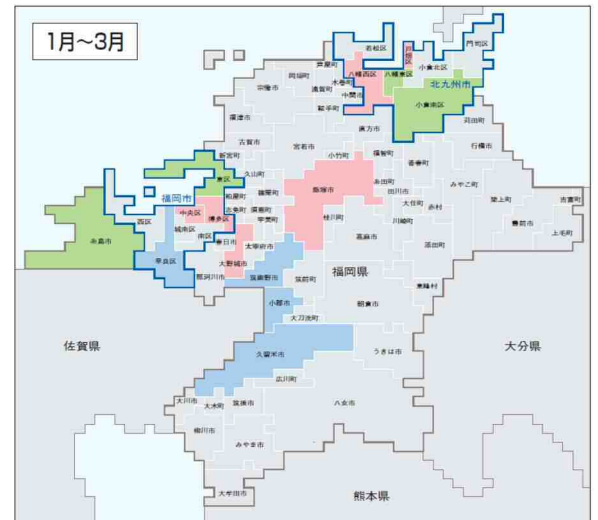 1月～3月
門司区
若松区
戸畑区
小倉北区
芦屋町
岡垣町
水巻町
八幡西区
八幡東区
北九州市
宗像市
遠賀町
中間市
小倉南区
鞍手町
苅田町
福津市
直方市
行橋市
古賀市
宮若市
福智町
香春町
新宮町
小竹町
みやこ町
東区
久山町
糸田町
田川市
福岡市
粕屋町
篠栗町
飯塚市
大任町
赤村
築上町
吉富町
西区
中央区
博多区
志免町
須恵町
豊前市
城南区
南区
宇美町
桂川町
川崎町
上毛町
糸島市
春日市
太宰府市
嘉麻市
添田町
早良区
大野城市
那珂川市
筑紫野市
筑前町
福岡県
東峰村
小郡市
朝倉市
大刀洗町
佐賀県
久留米市
うきは市
大分県
広川町
大川市
大木町
筑後市
八女市
柳川市
みやま市
大牟田市
熊本県